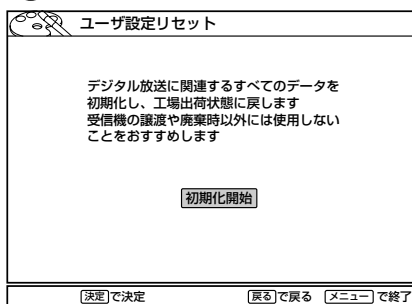 ユーザ設定リセット
デジタル放送に関連するすべてのデータを
初期化し、工場出荷状態に戻します
受信機の譲渡や廃棄時以外には使用しない
ことをおすすめします
初期化開始
決定で決定 戻るで戻る メニューで終了